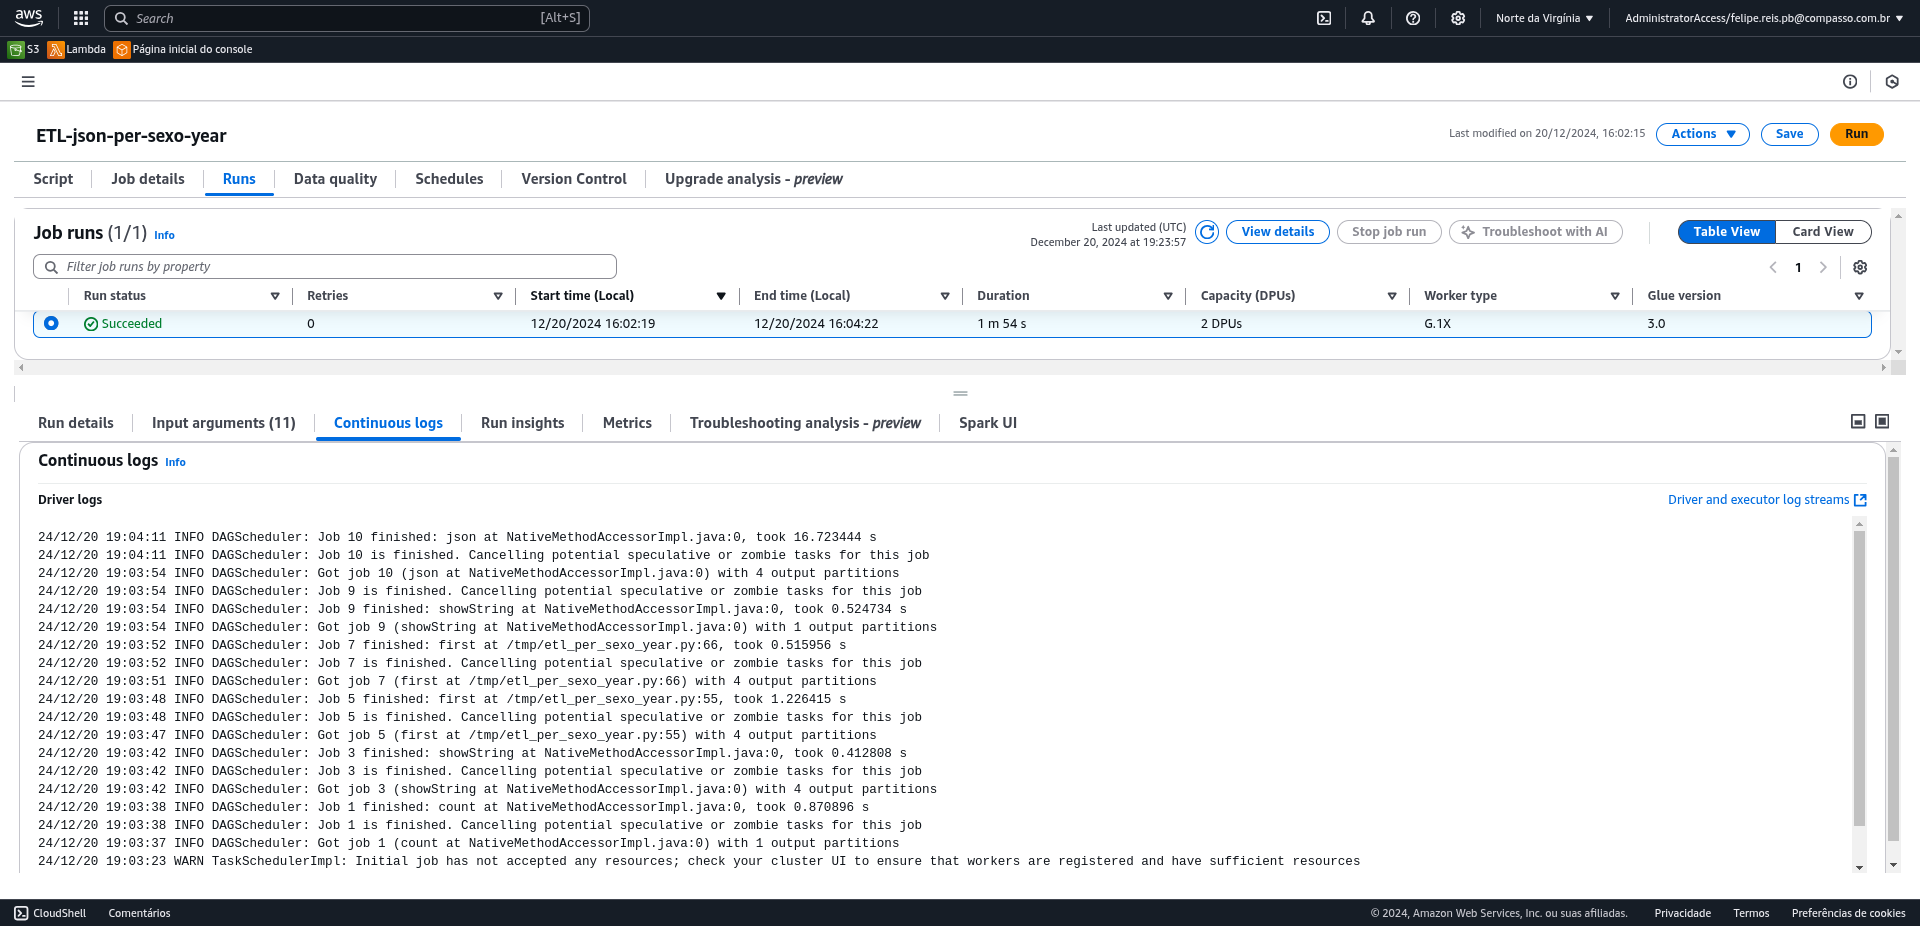 aws
Search [Alt+S] Norte da Virgínia AdministratorAccess/felipe.reis.pb@compasso.com.br
S3 Lambda Página inicial do console
ETL-json-per-sexo-year
Last modified on 20/12/2024, 16:02:15 Actions Save Run
Script Job details Runs Data quality Schedules Version Control Upgrade analysis - preview
Job runs (1/1) Info
Last updated (UTC)
December 20, 2024 at 19:23:57
View details Stop job run Troubleshoot with AI Table View Card View
Filter job runs by property 1
Run status Retries Start time (Local) End time (Local) Duration Capacity (DPUs) Worker type Glue version
Succeeded 0 12/20/2024 16:02:19 12/20/2024 16:04:22 1 m 54 s 2 DPUs G.1X 3.0
Run details Input arguments (11) Continuous logs Run insights Metrics Troubleshooting analysis - preview Spark UI
Continuous logs Info
Driver logs Driver and executor log streams
24/12/20 19:04:11 INFO DAGScheduler: Job 10 finished: json at NativeMethodAccessorImpl.java:0, took 16.723444 s
24/12/20 19:04:11 INFO DAGScheduler: Job 10 is finished. Cancelling potential speculative or zombie tasks for this job
24/12/20 19:03:54 INFO DAGScheduler: Got job 10 (json at NativeMethodAccessorImpl.java:0) with 4 output partitions
24/12/20 19:03:54 INFO DAGScheduler: Job 9 is finished. Cancelling potential speculative or zombie tasks for this job
24/12/20 19:03:54 INFO DAGScheduler: Job 9 finished: showString at NativeMethodAccessorImpl.java:0, took 0.524734 s
24/12/20 19:03:54 INFO DAGScheduler: Got job 9 (showString at NativeMethodAccessorImpl.java:0) with 1 output partitions
24/12/20 19:03:52 INFO DAGScheduler: Job 7 finished: first at /tmp/etl_per_sexo_year.py:66, took 0.515956 s
24/12/20 19:03:52 INFO DAGScheduler: Job 7 is finished. Cancelling potential speculative or zombie tasks for this job
24/12/20 19:03:51 INFO DAGScheduler: Got job 7 (first at /tmp/etl_per_sexo_year.py:66) with 4 output partitions
24/12/20 19:03:48 INFO DAGScheduler: Job 5 finished: first at /tmp/etl_per_sexo_year.py:55, took 1.226415 s
24/12/20 19:03:48 INFO DAGScheduler: Job 5 is finished. Cancelling potential speculative or zombie tasks for this job
24/12/20 19:03:47 INFO DAGScheduler: Got job 5 (first at /tmp/etl_per_sexo_year.py:55) with 4 output partitions
24/12/20 19:03:42 INFO DAGScheduler: Job 3 finished: showString at NativeMethodAccessorImpl.java:0, took 0.412808 s
24/12/20 19:03:42 INFO DAGScheduler: Job 3 is finished. Cancelling potential speculative or zombie tasks for this job
24/12/20 19:03:42 INFO DAGScheduler: Got job 3 (showString at NativeMethodAccessorImpl.java:0) with 4 output partitions
24/12/20 19:03:38 INFO DAGScheduler: Job 1 finished: count at NativeMethodAccessorImpl.java:0, took 0.870896 s
24/12/20 19:03:38 INFO DAGScheduler: Job 1 is finished. Cancelling potential speculative or zombie tasks for this job
24/12/20 19:03:37 INFO DAGScheduler: Got job 1 (count at NativeMethodAccessorImpl.java:0) with 1 output partitions
24/12/20 19:03:23 WARN TaskSchedulerImpl: Initial job has not accepted any resources; check your cluster UI to ensure that workers are registered and have sufficient resources
CloudShell Comentários © 2024, Amazon Web Services, Inc. ou suas afiliadas. Privacidade Termos Preferências de cookies